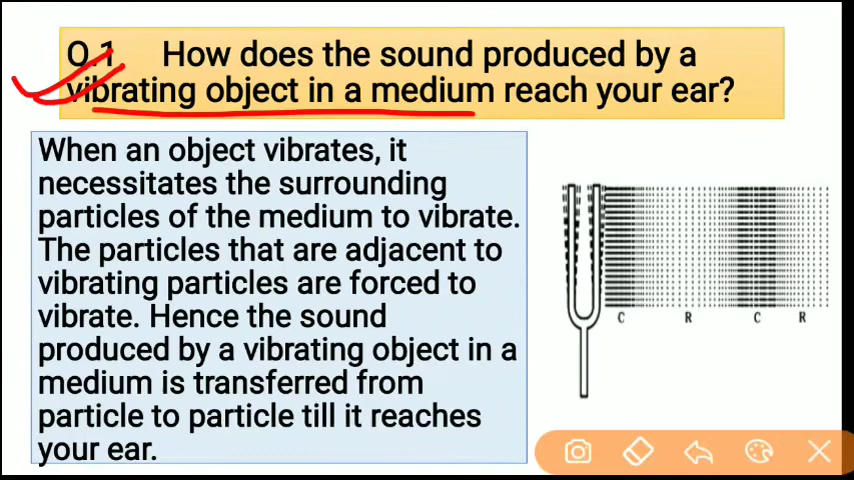 Q.1 How does the sound produced by a
vibrating object in a medium reach your ear?
When an object vibrates, it
necessitates the surrounding
particles of the medium to vibrate.
The particles that are adjacent to
vibrating particles are forced to
vibrate. Hence the sound
produced by a vibrating object in a
medium is transferred from
particle to particle till it reaches
your ear.
C R C R